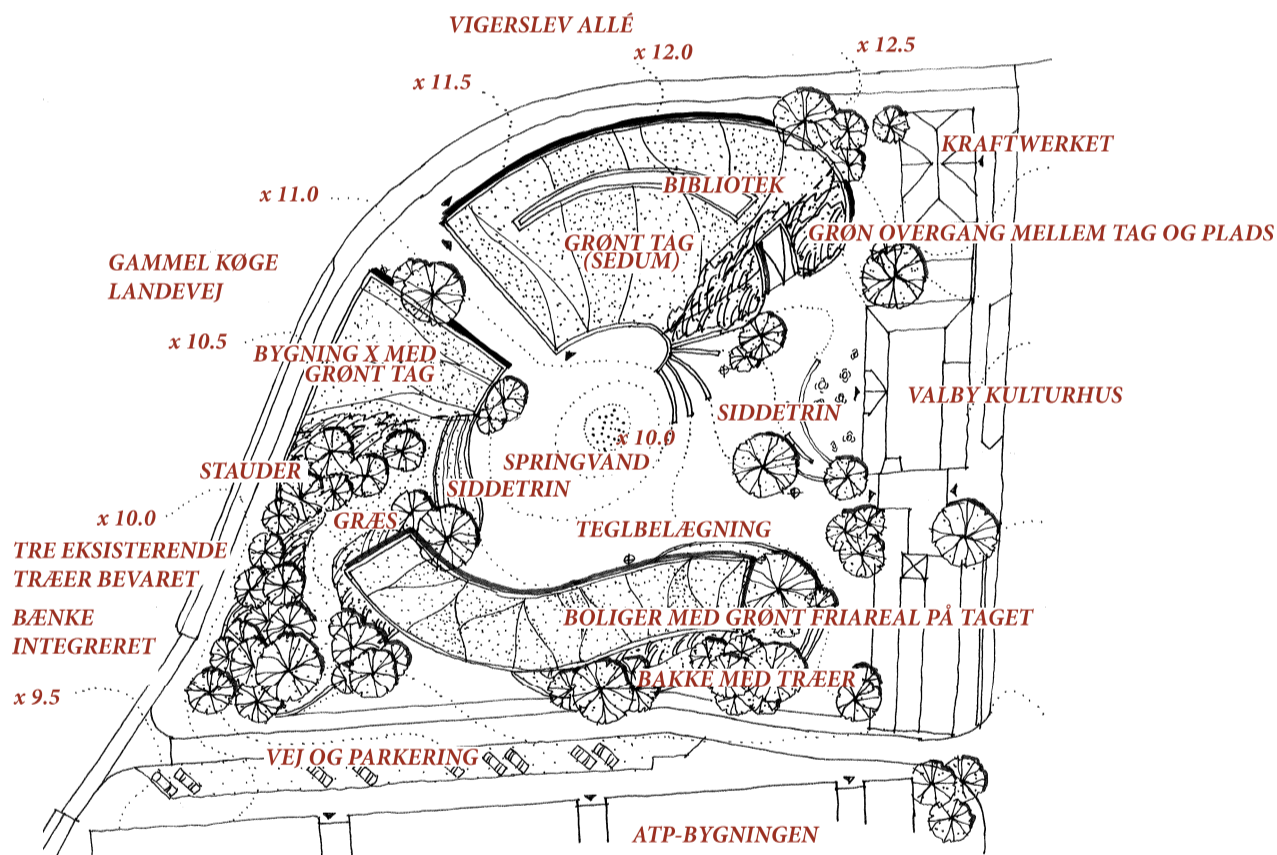 VIGERSLEV ALLÉ
x 12.0
x 12.5
x 11.5
KRAFTWERKET
BIBLIOTEK
x 11.0
GRØN OVERGANG MELLEM TAG OG PLADS
GRØNT TAG
(SEDUM)
GAMMEL KØGE
LANDEVEJ
x 10.5
BYGNING X MED
GRØNT TAG
VALBY KULTURHUS
SIDDETRIN
x 10.0
SPRINGVAND
STAUDER
SIDDETRIN
x 10.0
GRÆS
TEGLBELÆGNING
TRE EKSISTERENDE
TRÆER BEVARET
BÆNKE
INTEGRERET
BOLIGER MED GRØNT FRIAREAL PÅ TAGET
BAKKE MED TRÆER
x 9.5
VEJ OG PARKERING
ATP-BYGNINGEN